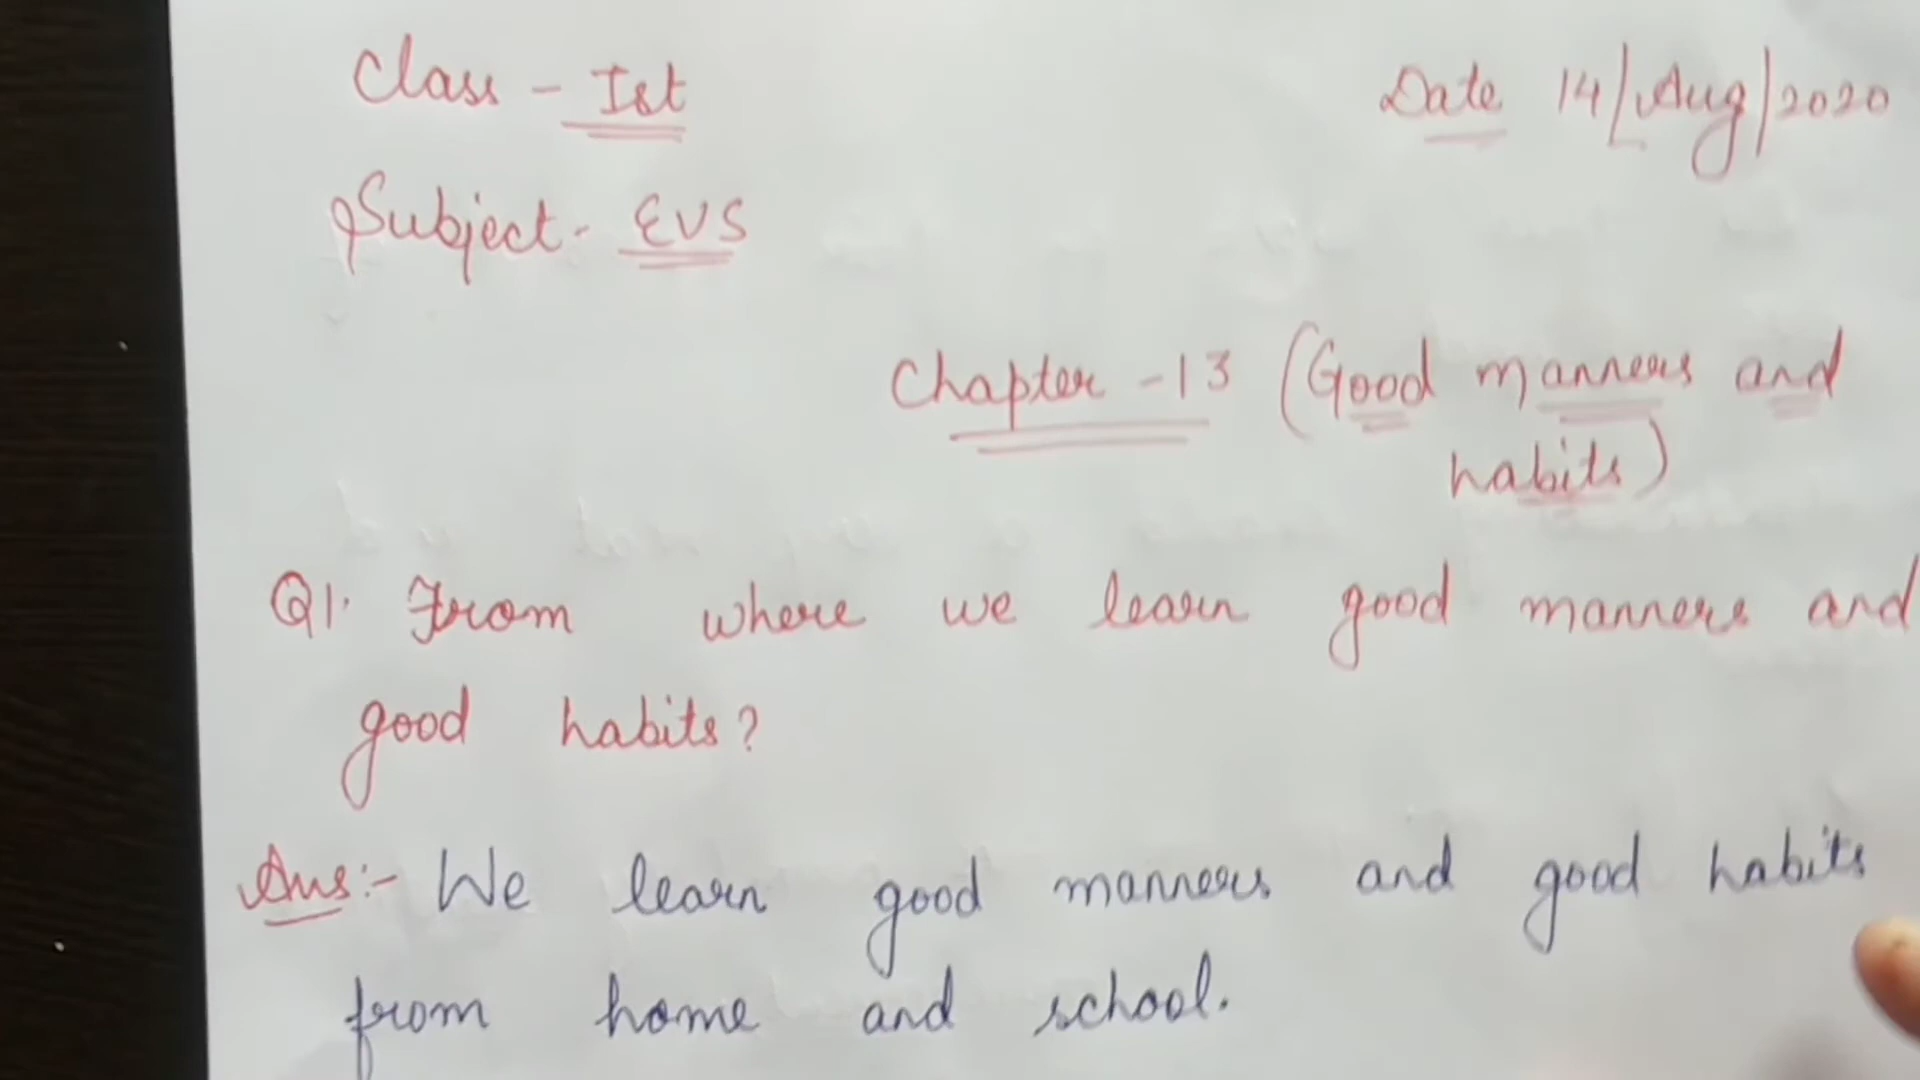 Class - Ist
Date 14/Aug/2020
Subject - EVS
Chapter - 13 (Good manners and
habits)
Q1. From where we learn good manners and
good habits?
Ans:- We learn good manners and good habits
from home and school.